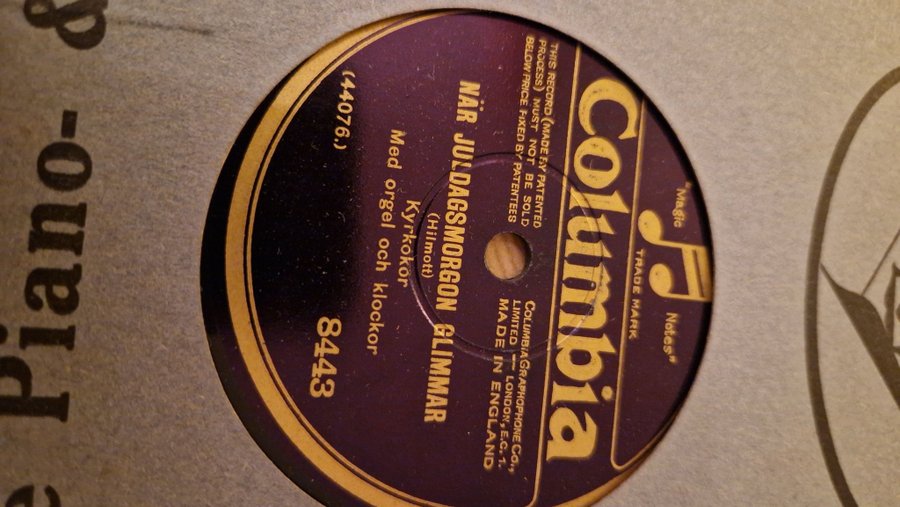 "Magic
Notes"
TRADE MARK
Columbia
THIS RECORD (MADE BY PATENTED
PROCESS) MUST NOT BE SOLD
BELOW PRICE FIXED BY PATENTEES
COLUMBIA GRAPHOPHONE CO.,
LIMITED — LONDON, E.C. 1.
MADE IN ENGLAND
NÄR JULDAGSMORGON GLIMMAR
(Hilmott)
Kyrkokör
Med orgel och klockor
(44076.)
8443
Piano- &